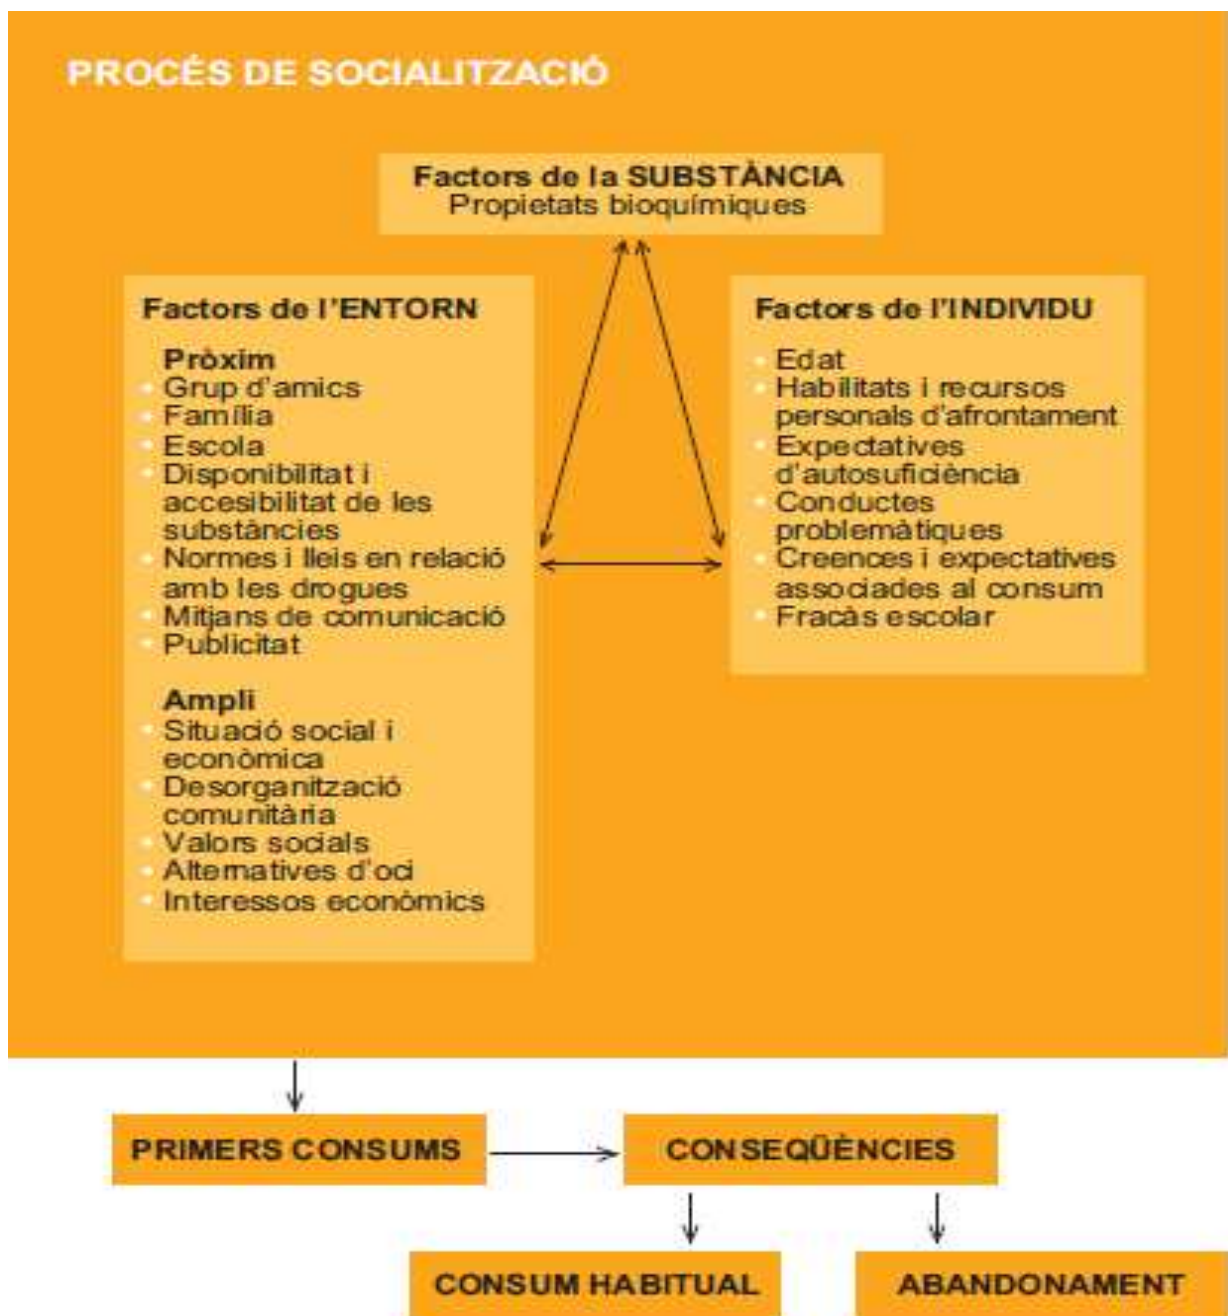 PROCÉS DE SOCIALITZACIÓ
Factors de la SUBSTÀNCIA
Propietats bioquímiques
Factors de l'ENTORN
Pròxim
Grup d'amics
Família
Escola
Disponibilitat i
accesibilitat de les
substàncies
Normes i lleis en relació
amb les drogues
Mitjans de comunicació
Publicitat
Ampli
Situació social i
econòmica
Desorganització
comunitària
Valors socials
Alternatives d'oci
Interessos econòmics
Factors de l'INDIVIDU
Edat
Habilitats i recursos
personals d'afrontament
Expectatives
d'autosuficiència
Conductes
problemàtiques
Creences i expectatives
associades al consum
Fracàs escolar
PRIMERS CONSUMS
CONSEQÜÈNCIES
CONSUM HABITUAL
ABANDONAMENT